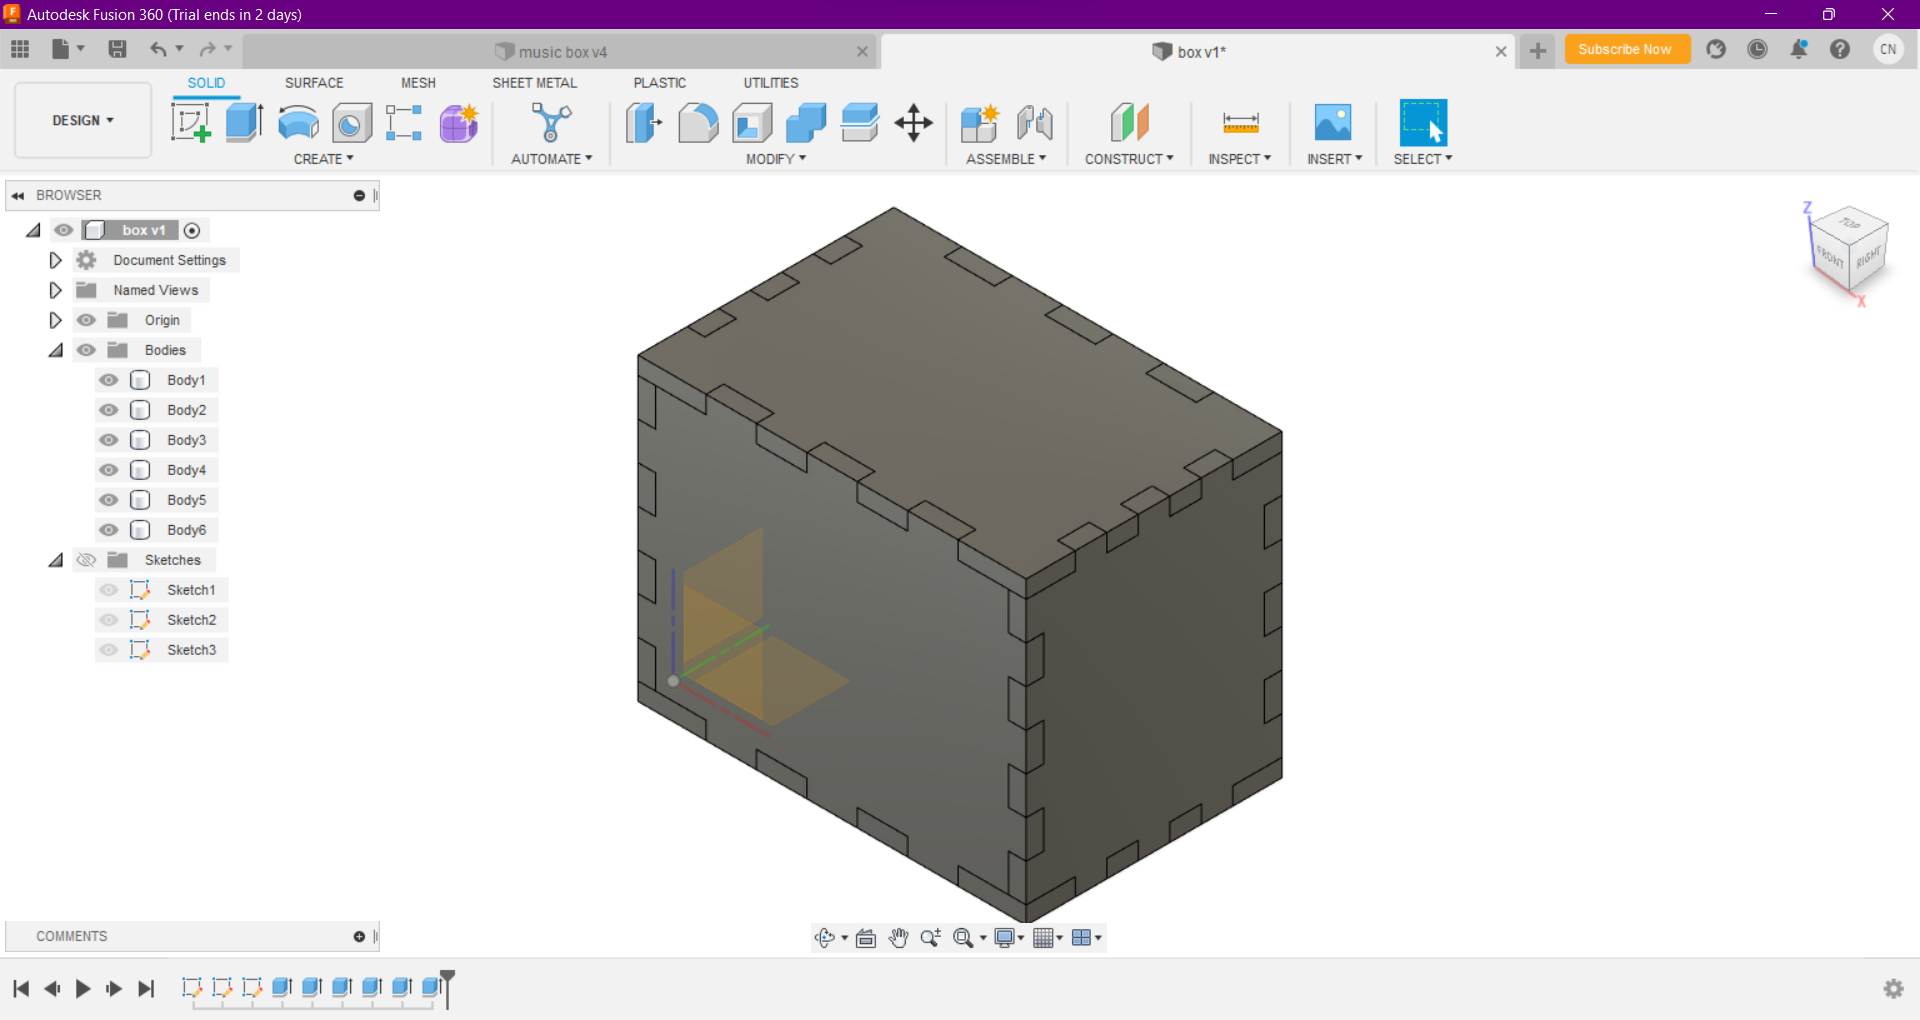 Autodesk Fusion 360 (Trial ends in 2 days)
music box v4
box v1*
Subscribe Now
CN
SOLID
SURFACE
MESH
SHEET METAL
PLASTIC
UTILITIES
DESIGN
CREATE
AUTOMATE
MODIFY
ASSEMBLE
CONSTRUCT
INSPECT
INSERT
SELECT
BROWSER
box v1
Document Settings
Named Views
Origin
Bodies
Body1
Body2
Body3
Body4
Body5
Body6
Sketches
Sketch1
Sketch2
Sketch3
Z
TOP
FRONT
RIGHT
X
COMMENTS